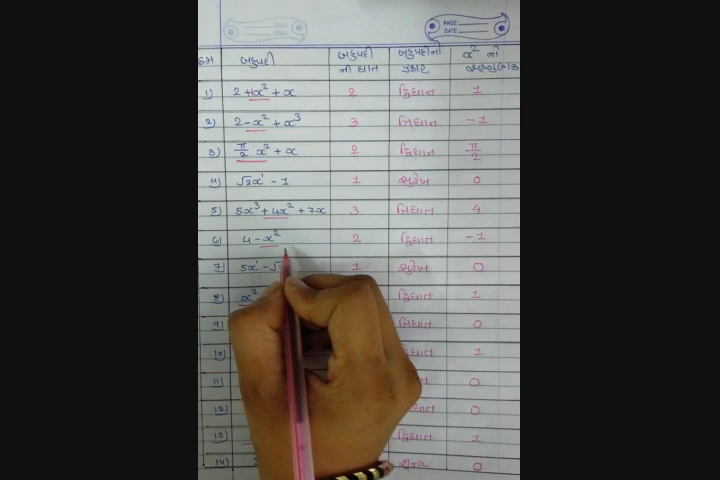 PAGE:
DATE:
ક્રમ બહુપદી બહુપદી ની ઘાત બહુપદીનો પ્રકાર x² નો સહગુણક
1) 2+1x² + x 2 દ્વિઘાત 1
2) 2-x² + x³ 3 ત્રિઘાત -1
3) π/2 x² + x 2 દ્વિઘાત π/2
4) √2x¹ - 1 1 સુરેખ 0
5) 5x³ + 4x² + 7x 3 ત્રિઘાત 4
6) 4 - x² 2 દ્વિઘાત -1
7) 5x¹ - √ 1 સુરેખ 0
8) x² દ્વિઘાત 1
9) ત્રિઘાત 0
10) દ્વિઘાત 1
11) 0
12) 0
13) દ્વિઘાત 1
14) શૂન્ય 0